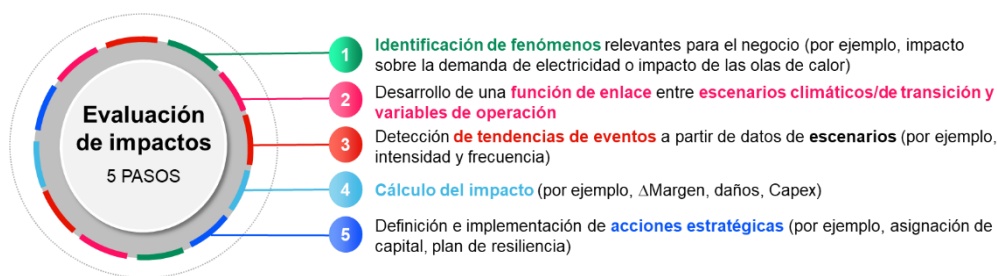 Evaluación
de impactos
5 PASOS
1
Identificación de fenómenos relevantes para el negocio (por ejemplo, impacto
sobre la demanda de electricidad o impacto de las olas de calor)
2
Desarrollo de una función de enlace entre escenarios climáticos/de transición y
variables de operación
3
Detección de tendencias de eventos a partir de datos de escenarios (por ejemplo,
intensidad y frecuencia)
4
Cálculo del impacto (por ejemplo, ΔMargen, daños, Capex)
5
Definición e implementación de acciones estratégicas (por ejemplo, asignación de
capital, plan de resiliencia)